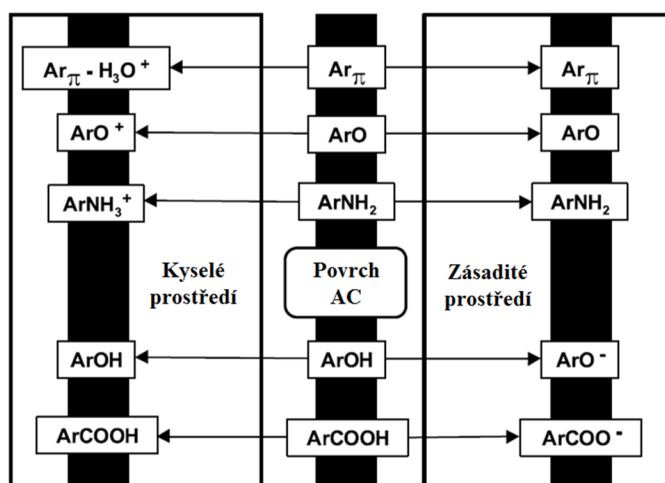 Arπ - H₃O⁺ Arπ Arπ
ArO⁺ ArO ArO
ArNH₃⁺ ArNH₂ ArNH₂
Kyselé
prostředí
Povrch
AC
Zásadité
prostředí
ArOH ArOH ArO⁻
ArCOOH ArCOOH ArCOO⁻